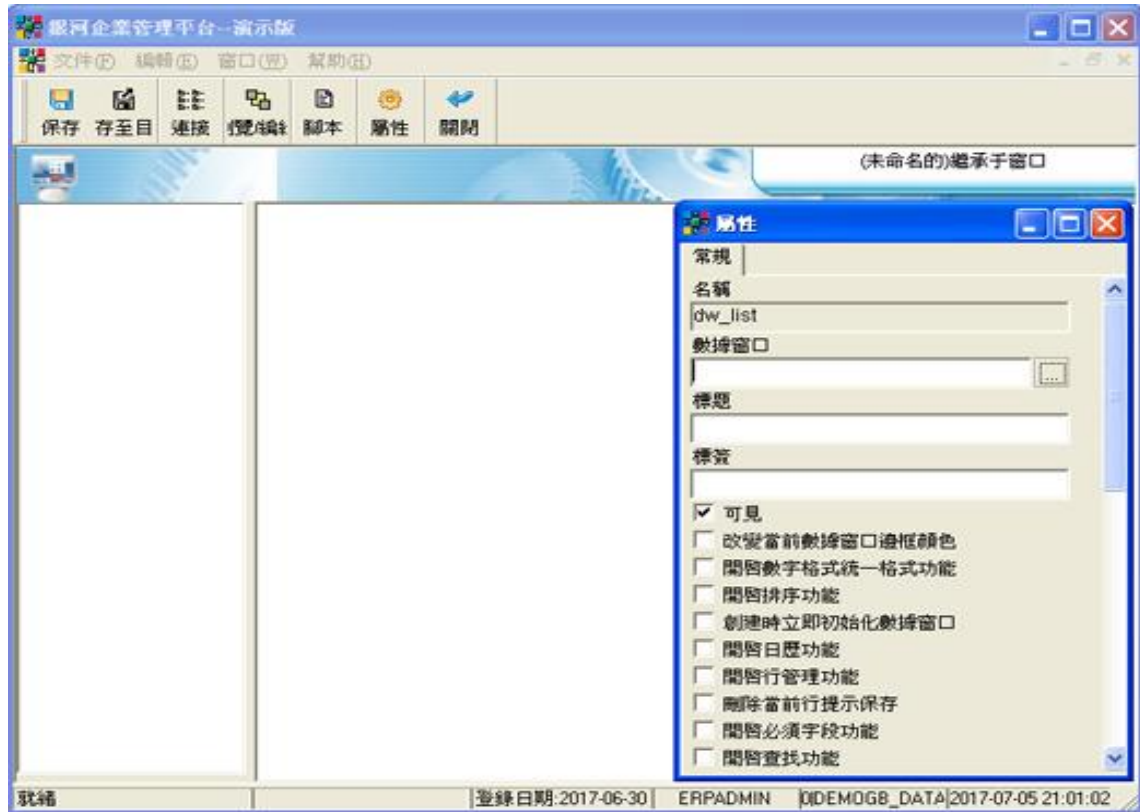 銀河企業管理平台--演示版
文件(F) 編輯(E) 窗口(W) 幫助(H)
保存 存至目 連接 腳本 屬性 關閉
(未命名的)繼承子窗口
屬性
常規
名稱
dw_list
數據窗口
...
標題
標簽
可見
改變當前數據窗口邊框顏色
開啓數字格式統一格式功能
開啓排序功能
創建時立即初始化數據窗口
開啓日歷功能
開啓行管理功能
刪除當前行提示保存
開啓必須字段功能
開啓查找功能
就緒 登錄日期:2017-06-30 ERPADMIN DEMOGB_DATA 2017-07-05 21:01:02